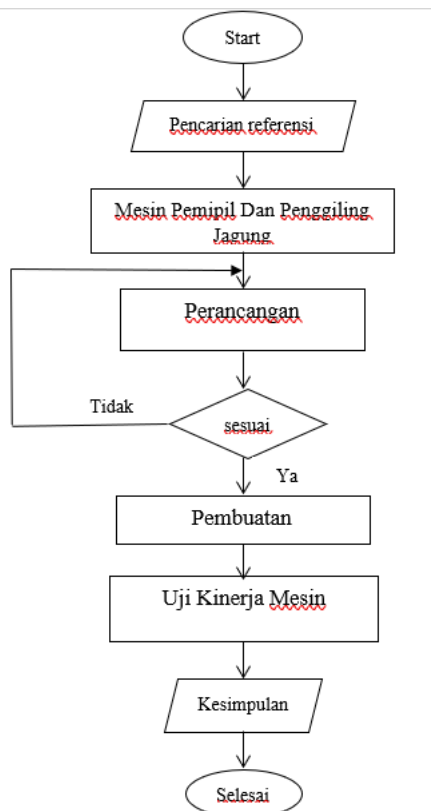 Start
Pencarian referensi
Mesin Pemipil Dan Penggiling
Jagung
Perancangan
Tidak
sesuai
Ya
Pembuatan
Uji Kinerja Mesin
Kesimpulan
Selesai